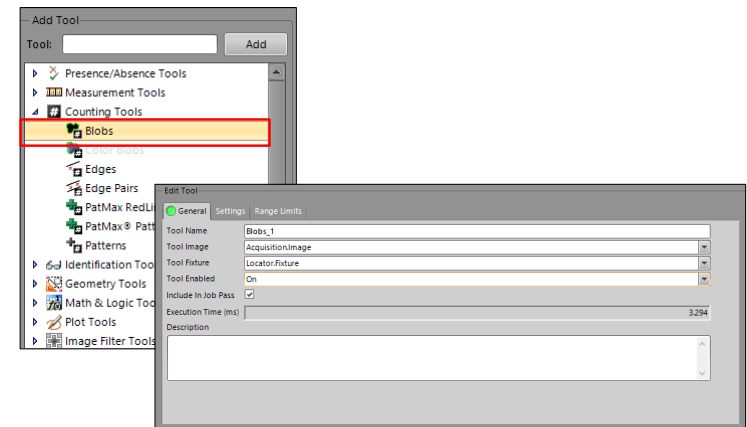 Add Tool
Tool:
Add
Presence/Absence Tools
Measurement Tools
Counting Tools
Blobs
Color Blobs
Edges
Edge Pairs
PatMax RedLi
PatMax® Patt
Patterns
Identification Tool
Geometry Tools
Math & Logic Too
Plot Tools
Image Filter Tools
Edit Tool
General Settings Range Limits
Tool Name Blobs_1
Tool Image Acquisition.Image
Tool Fixture Locator.Fixture
Tool Enabled On
Include In Job Pass
Execution Time (ms) 3.294
Description